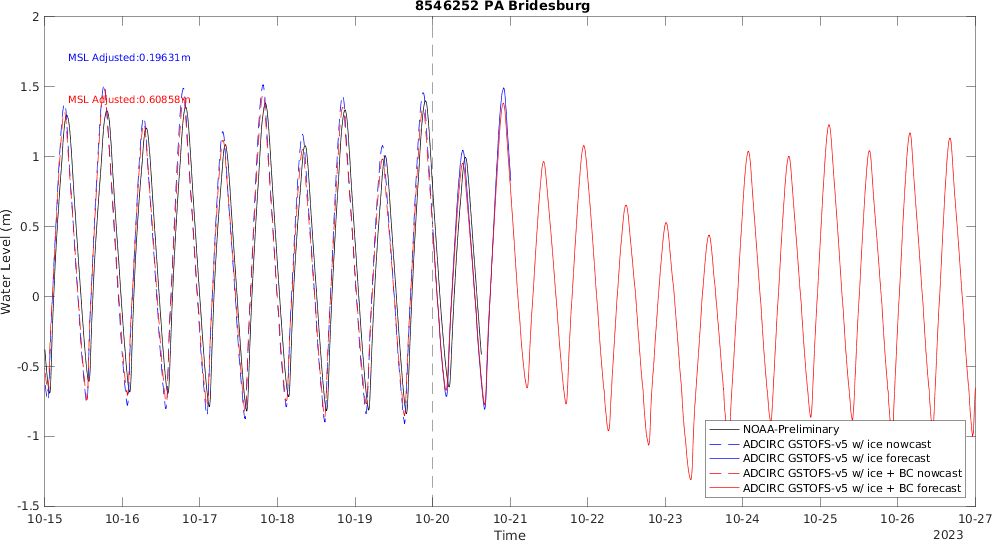 8546252 PA Bridesburg
MSL Adjusted:0.19631m
MSL Adjusted:0.60858m
Water Level (m)
2
1.5
1
0.5
0
-0.5
-1
-1.5
NOAA-Preliminary
ADCIRC GSTOFS-v5 w/ ice nowcast
ADCIRC GSTOFS-v5 w/ ice forecast
ADCIRC GSTOFS-v5 w/ ice + BC nowcast
ADCIRC GSTOFS-v5 w/ ice + BC forecast
10-15 10-16 10-17 10-18 10-19 10-20 10-21 10-22 10-23 10-24 10-25 10-26 10-27
Time
2023